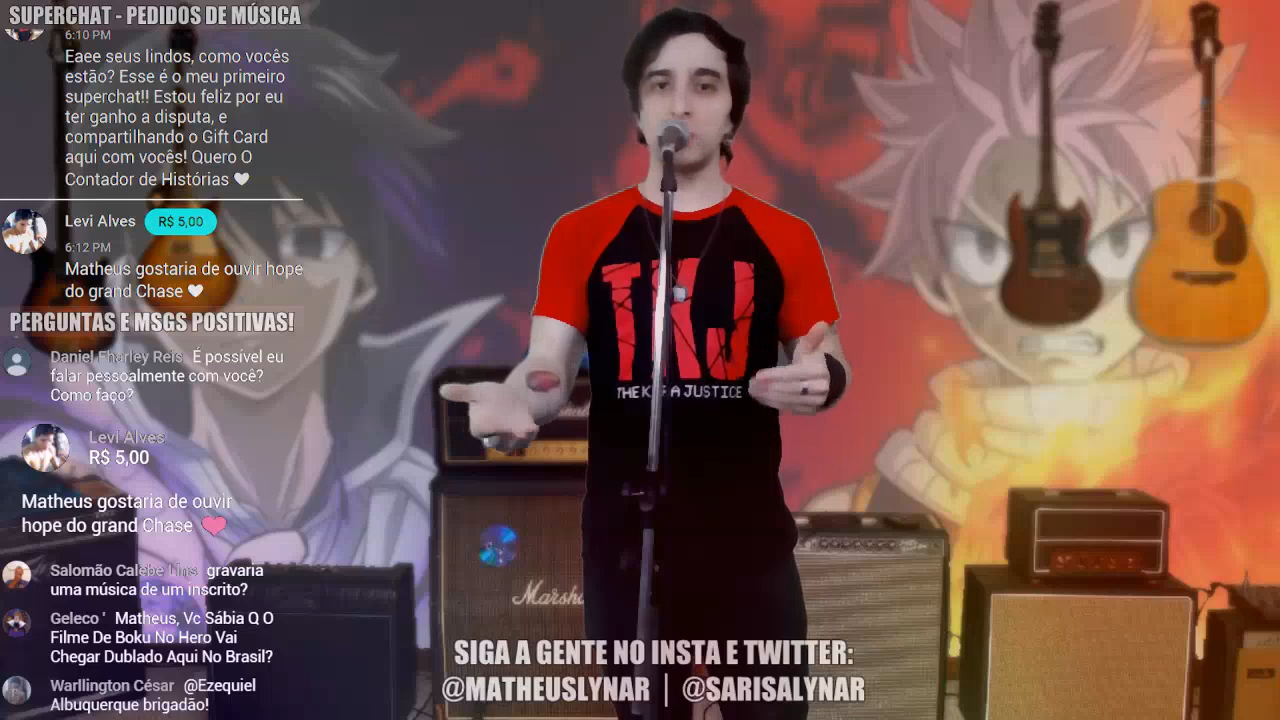 SUPERCHAT - PEDIDOS DE MÚSICA
6:10 PM
Eaee seus lindos, como vocês
estão? Esse é o meu primeiro
superchat!! Estou feliz por eu
ter ganho a disputa, e
compartilhando o Gift Card
aqui com vocês! Quero O
Contador de Histórias 🤍
Levi Alves R$ 5,00
6:12 PM
Matheus gostaria de ouvir hope
do grand Chase 🤍
PERGUNTAS E MSGS POSITIVAS!
Daniel Fharley Reis É possível eu
falar pessoalmente com você?
Como faço?
Levi Alves
R$ 5,00
Matheus gostaria de ouvir
hope do grand Chase 💗
Salomão Calebe Lins gravaria
uma música de um inscrito?
Geleco ' Matheus, Vc Sábia Q O
Filme De Boku No Hero Vai
Chegar Dublado Aqui No Brasil?
Warllington César @Ezequiel
Albuquerque brigadão!
TKJ
A JUSTICE
Marsha
SIGA A GENTE NO INSTA E TWITTER:
@MATHEUSLYNAR | @SARISALYNAR